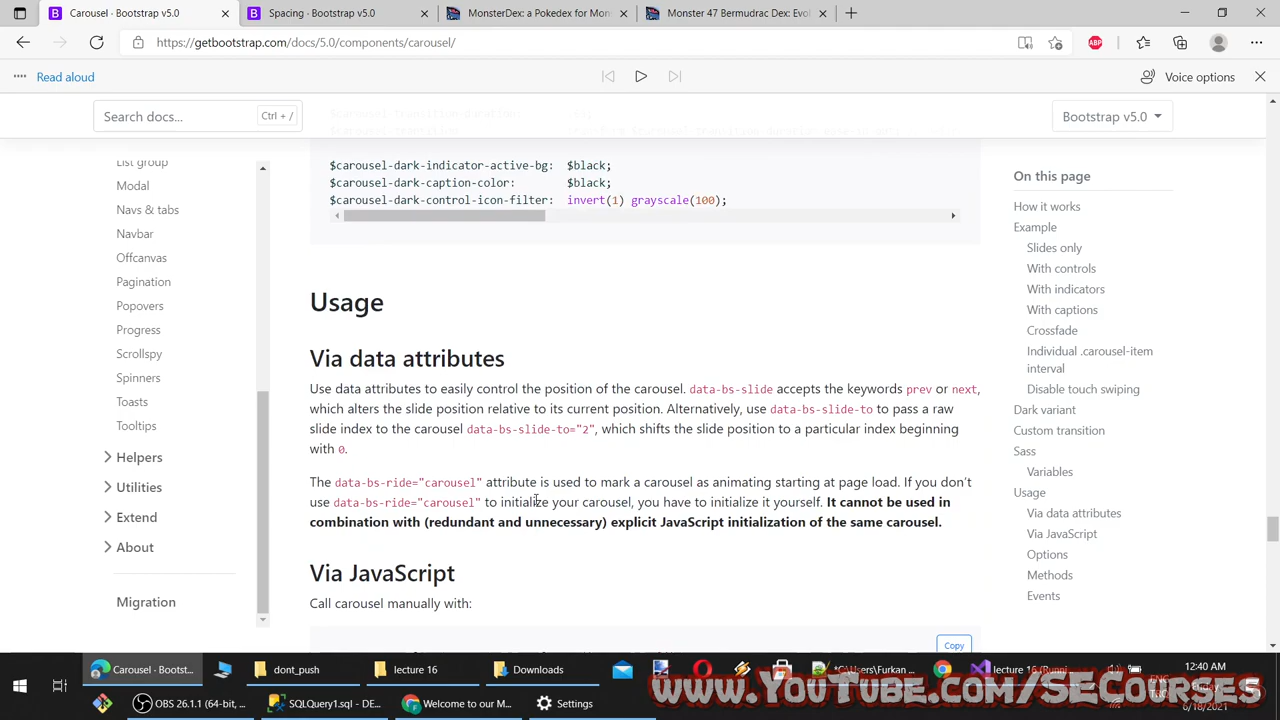 Carousel · Bootstrap v5.0
Spacing · Bootstrap v5.0
MonsterDex: a Pokedex for Mon
Monster 47 Bermudrax Dex: Evol
https://getbootstrap.com/docs/5.0/components/carousel/
ABP
Read aloud
Voice options
Search docs...
Ctrl + /
Bootstrap v5.0
List group
Modal
Navs & tabs
Navbar
Offcanvas
Pagination
Popovers
Progress
Scrollspy
Spinners
Toasts
Tooltips
Helpers
Utilities
Extend
About
Migration
$carousel-dark-indicator-active-bg: $black;
$carousel-dark-caption-color: $black;
$carousel-dark-control-icon-filter: invert(1) grayscale(100);
Usage
Via data attributes
Use data attributes to easily control the position of the carousel. data-bs-slide accepts the keywords prev or next,
which alters the slide position relative to its current position. Alternatively, use data-bs-slide-to to pass a raw
slide index to the carousel data-bs-slide-to="2", which shifts the slide position to a particular index beginning
with 0.
The data-bs-ride="carousel" attribute is used to mark a carousel as animating starting at page load. If you don't
use data-bs-ride="carousel" to initialize your carousel, you have to initialize it yourself. It cannot be used in
combination with (redundant and unnecessary) explicit JavaScript initialization of the same carousel.
Via JavaScript
Call carousel manually with:
Copy
On this page
How it works
Example
Slides only
With controls
With indicators
With captions
Crossfade
Individual .carousel-item
interval
Disable touch swiping
Dark variant
Custom transition
Sass
Variables
Usage
Via data attributes
Via JavaScript
Options
Methods
Events
Carousel · Bootst...
dont_push
lecture 16
Downloads
*C:\Users\Furkan ...
lecture 16 (Runni...
12:40 AM
6/18/2021
OBS 26.1.1 (64-bit, ...
SQLQuery1.sql - DE...
Welcome to our M...
Settings
www.YouTube.com/SECourses